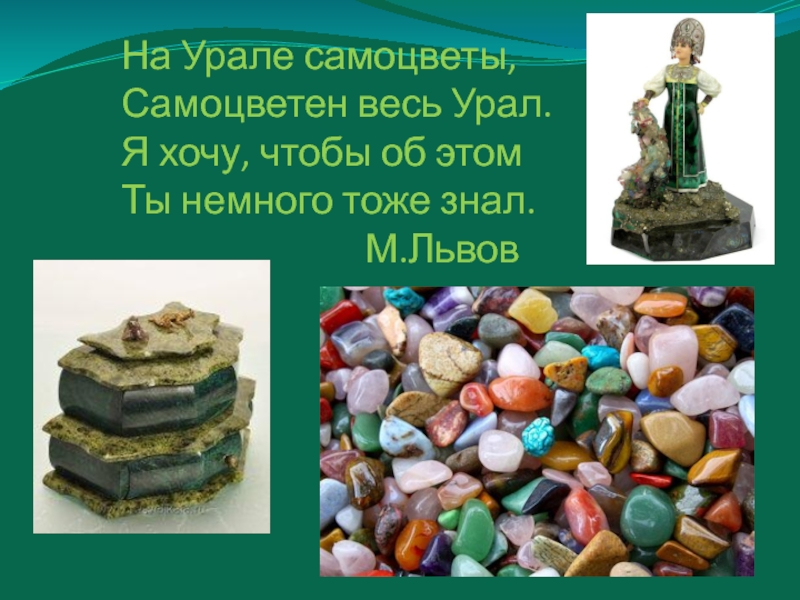 На Урале самоцветы,
Самоцветен весь Урал.
Я хочу, чтобы об этом
Ты немного тоже знал.
М.Львов